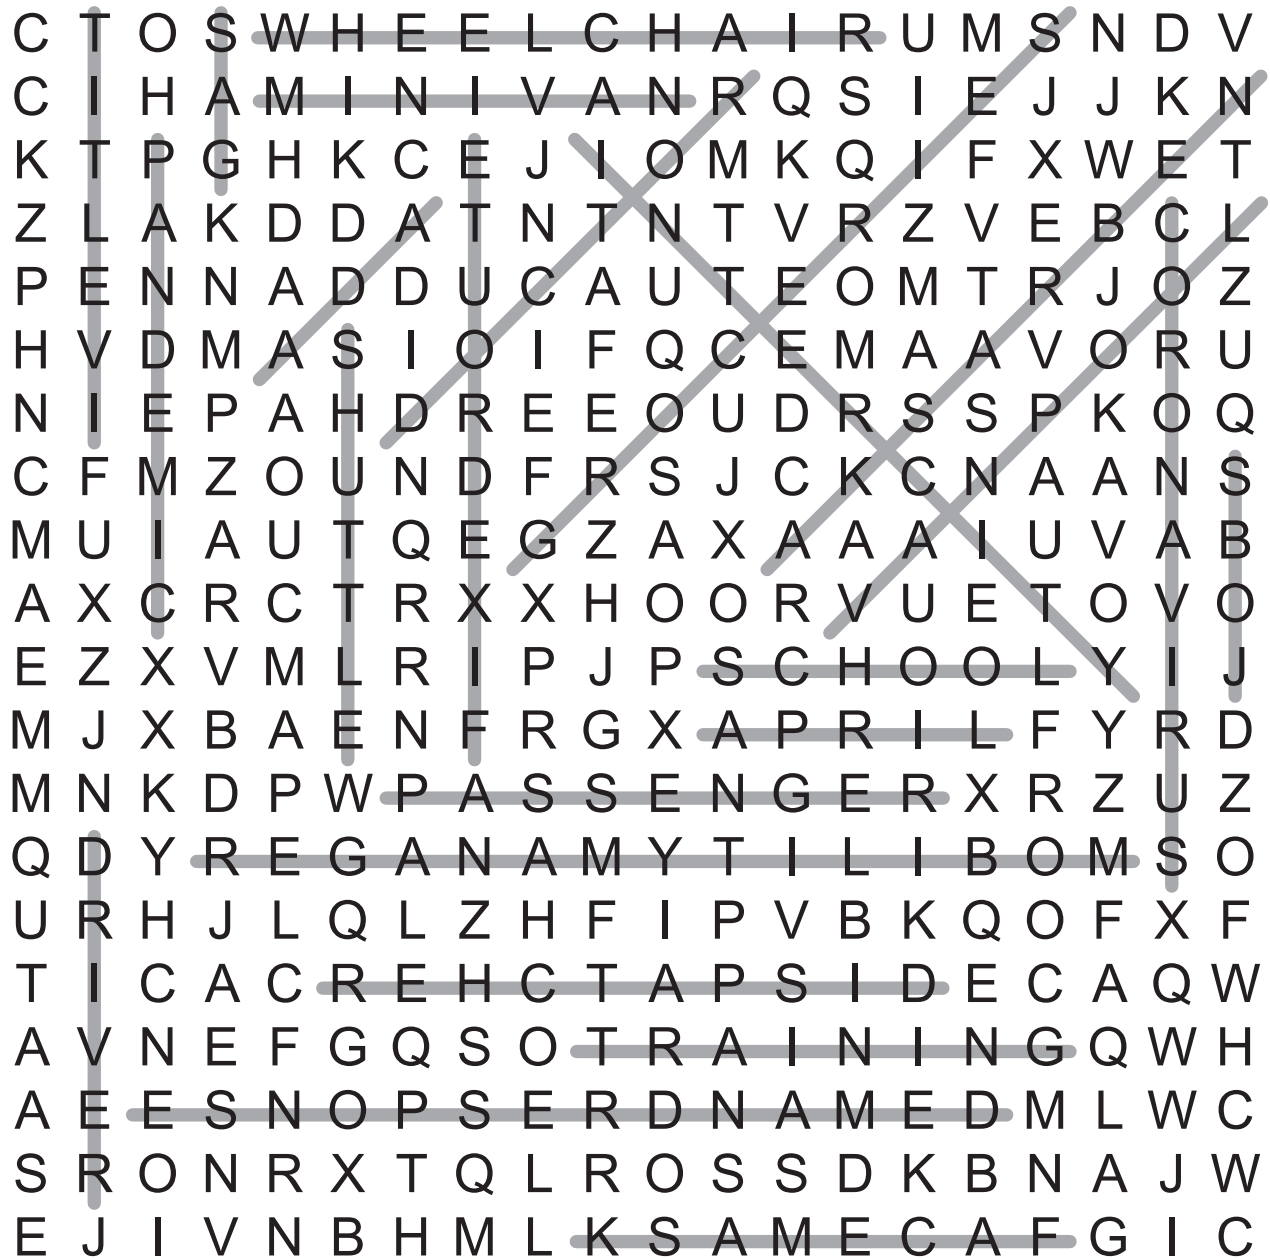 C T O S W H E E L C H A I R U M S N D V
C I H A M I N I V A N R Q S I E J J K N
K T P G H K C E J I O M K Q I F X W E T
Z L A K D D A T N T N T V R Z V E B C L
P E N N A D D U C A U T E O M T R J O Z
H V D M A S I O I F Q C E M A A V O R U
N I E P A H D R E E O U D R S S P K O Q
C F M Z O U N D F R S J C K C N A A N S
M U I A U T Q E G Z A X A A A I U V A B
A X C R C T R X X H O O R V U E T O V O
E Z X V M L R I P J P S C H O O L Y I J
M J X B A E N F R G X A P R I L F Y R D
M N K D P W P A S S E N G E R X R Z U Z
Q D Y R E G A N A M Y T I L I B O M S O
U R H J L Q L Z H F I P V B K Q O F X F
T I C A C R E H C T A P S I D E C A Q W
A V N E F G Q S O T R A I N I N G Q W H
A E E S N O P S E R D N A M E D M L W C
S R O N R X T Q L R O S S D K B N A J W
E J I V N B H M L K S A M E C A F G I C